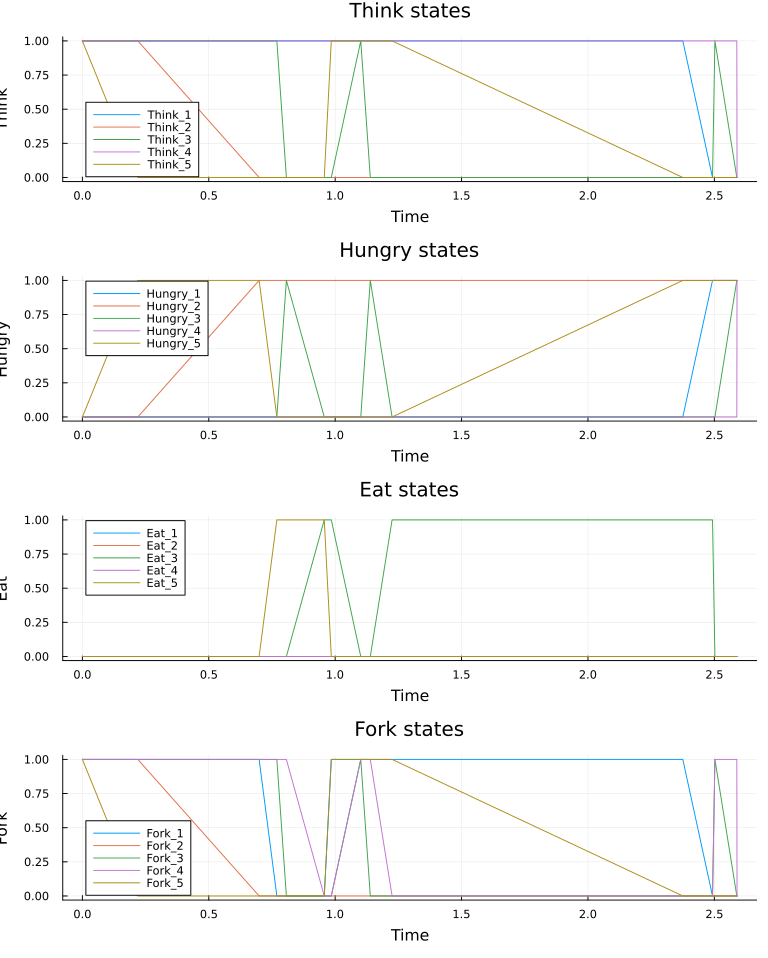 Think states
1.00
0.75
0.50
0.25
0.00
Think
Think_1
Think_2
Think_3
Think_4
Think_5
0.0 0.5 1.0 1.5 2.0 2.5
Time
Hungry states
1.00
0.75
0.50
0.25
0.00
Hungry
Hungry_1
Hungry_2
Hungry_3
Hungry_4
Hungry_5
0.0 0.5 1.0 1.5 2.0 2.5
Time
Eat states
1.00
0.75
0.50
0.25
0.00
Eat
Eat_1
Eat_2
Eat_3
Eat_4
Eat_5
0.0 0.5 1.0 1.5 2.0 2.5
Time
Fork states
1.00
0.75
0.50
0.25
0.00
Fork
Fork_1
Fork_2
Fork_3
Fork_4
Fork_5
0.0 0.5 1.0 1.5 2.0 2.5
Time